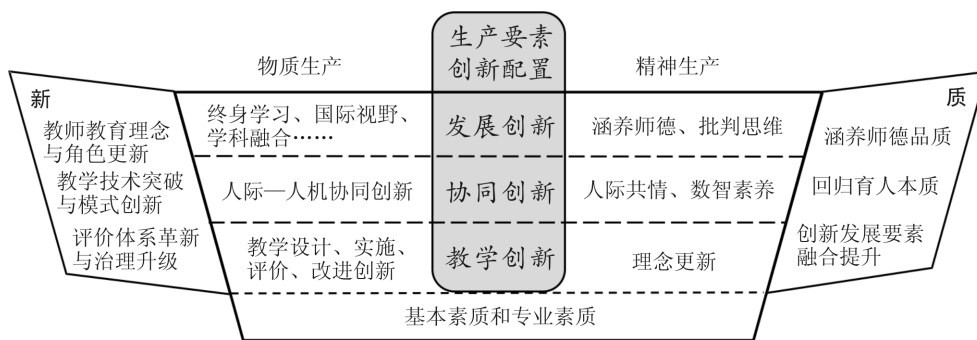 生产要素
创新配置
物质生产
精神生产
新
教师教育理念
与角色更新
教学技术突破
与模式创新
评价体系革新
与治理升级
终身学习、国际视野、
学科融合……
发展创新
涵养师德、批判思维
人际—人机协同创新
协同创新
人际共情、数智素养
教学设计、实施、
评价、改进创新
教学创新
理念更新
基本素质和专业素质
质
涵养师德品质
回归育人本质
创新发展要素
融合提升